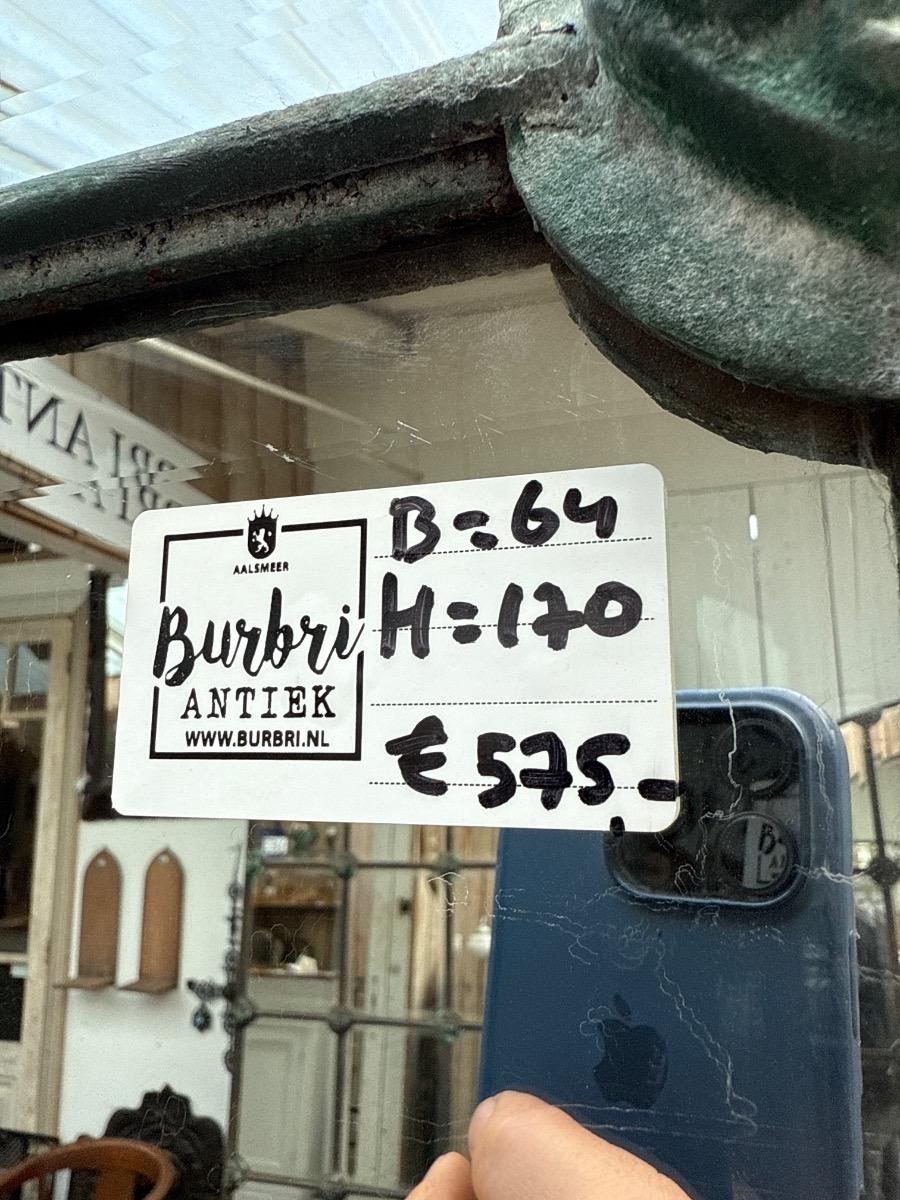 AALSMEER
Burbri
ANTIEK
WWW.BURBRI.NL
B=64
H=170
€575,-